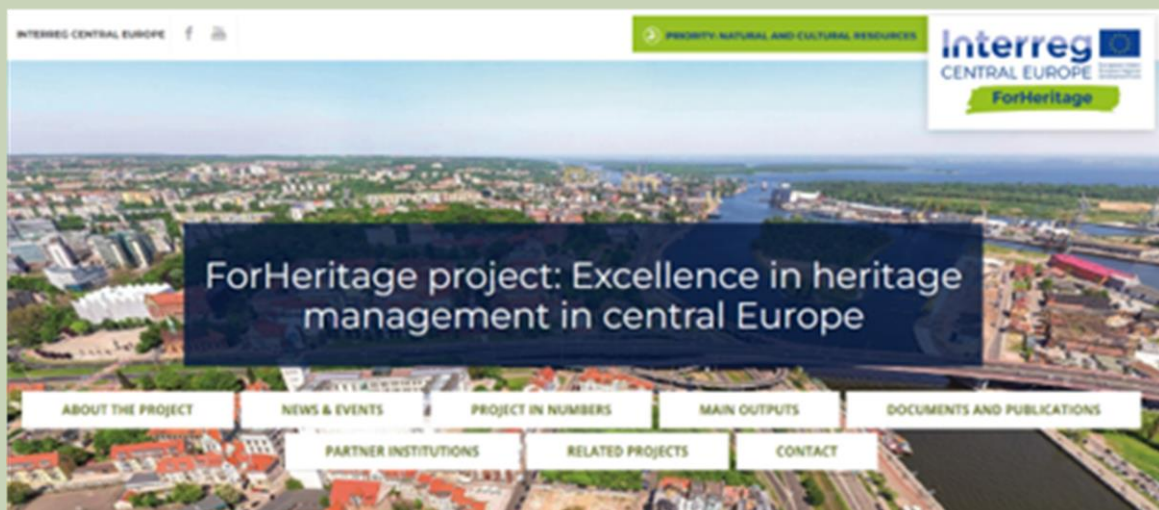 INTERREG CENTRAL EUROPE
PRIORITY: NATURAL AND CULTURAL RESOURCES
Interreg
CENTRAL EUROPE
ForHeritage
ForHeritage project: Excellence in heritage
management in central Europe
ABOUT THE PROJECT
NEWS & EVENTS
PROJECT IN NUMBERS
MAIN OUTPUTS
DOCUMENTS AND PUBLICATIONS
PARTNER INSTITUTIONS
RELATED PROJECTS
CONTACT